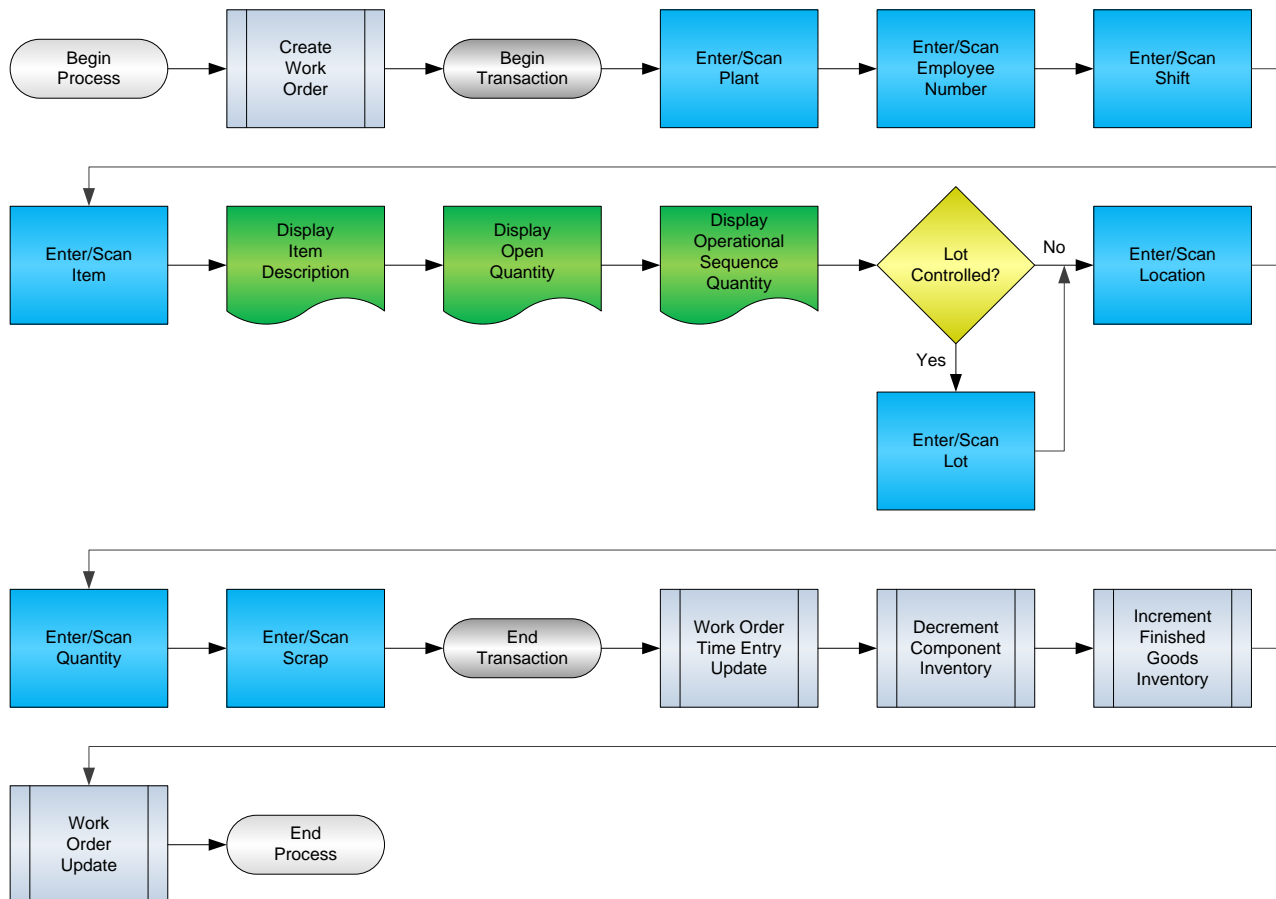 Begin
Process
Create
Work
Order
Begin
Transaction
Enter/Scan
Plant
Enter/Scan
Employee
Number
Enter/Scan
Shift
Enter/Scan
Item
Display
Item
Description
Display
Open
Quantity
Display
Operational
Sequence
Quantity
Lot
Controlled?
No
Yes
Enter/Scan
Lot
Enter/Scan
Location
Enter/Scan
Quantity
Enter/Scan
Scrap
End
Transaction
Work Order
Time Entry
Update
Decrement
Component
Inventory
Increment
Finished
Goods
Inventory
Work
Order
Update
End
Process